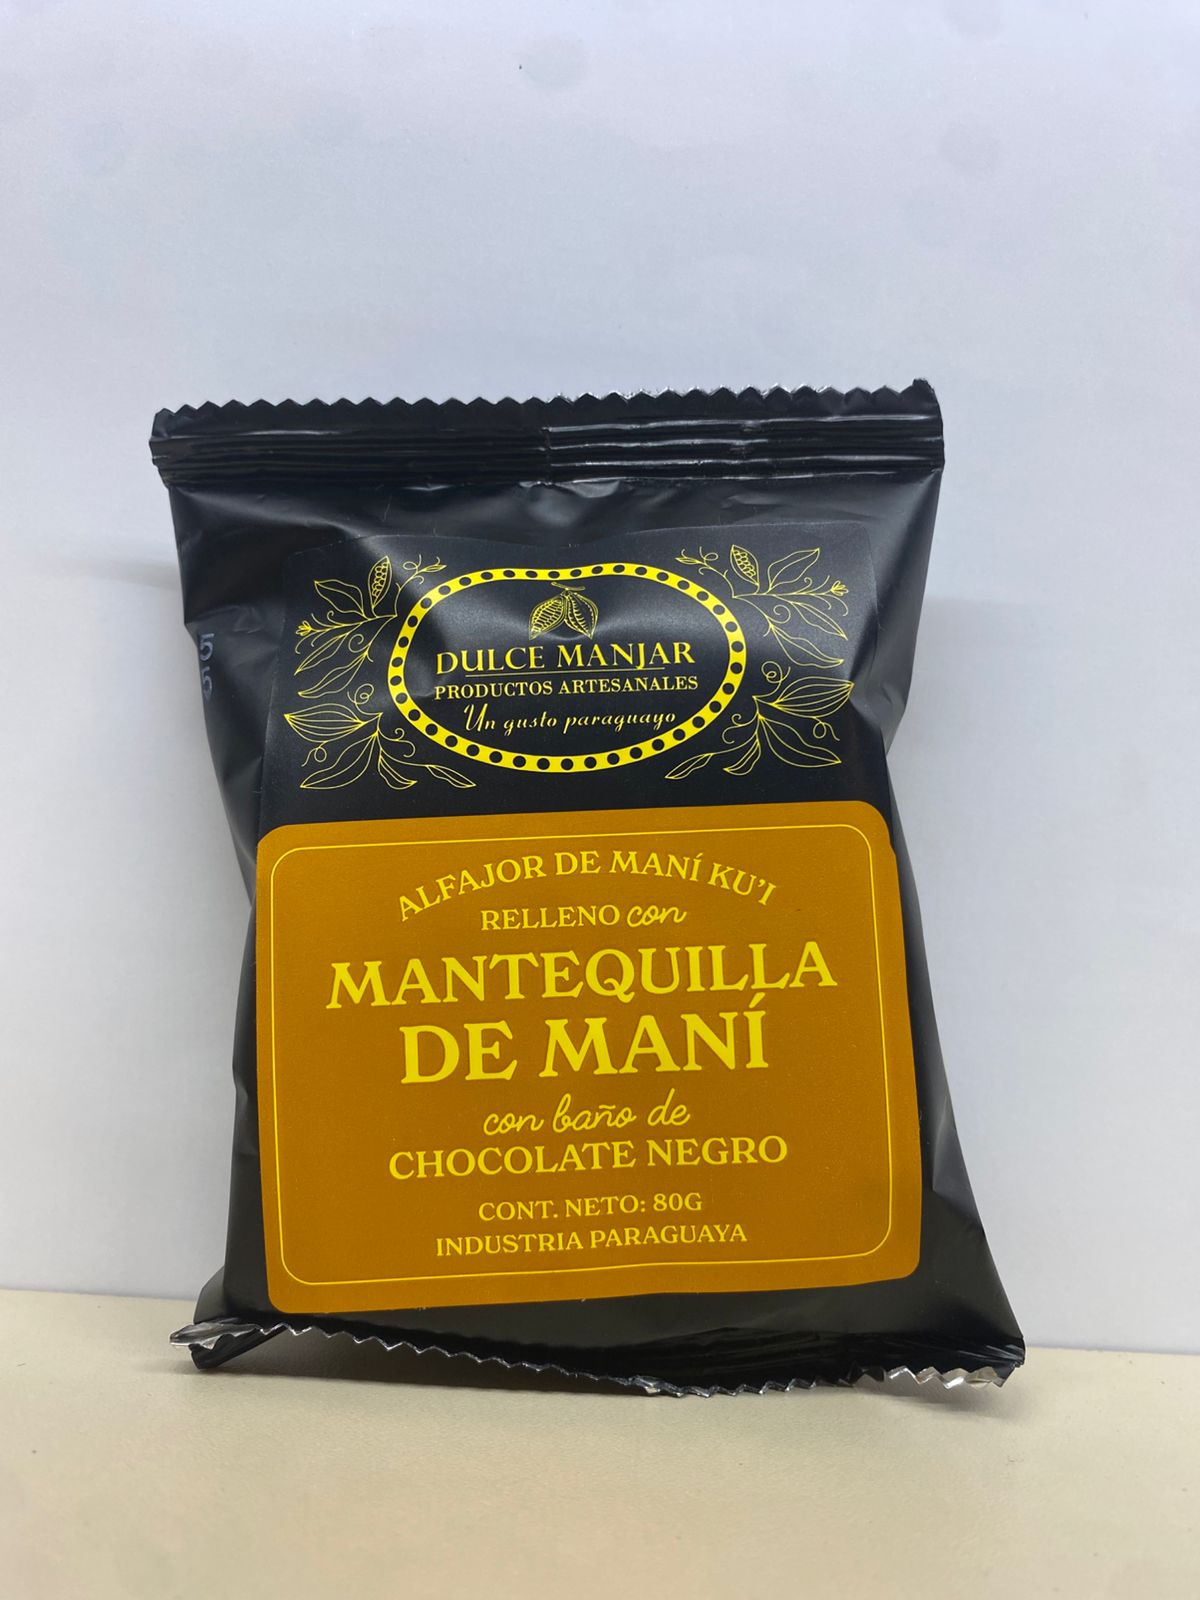 DULCE MANJAR
PRODUCTOS ARTESANALES
Un gusto paraguayo
ALFAJOR DE MANÍ KU'I
RELLENO con
MANTEQUILLA
DE MANÍ
con baño de
CHOCOLATE NEGRO
CONT. NETO: 80G
INDUSTRIA PARAGUAYA